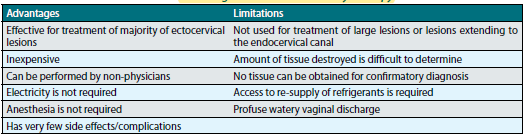 Advantages Limitations
Effective for treatment of majority of ectocervical Not used for treatment of large lesions or lesions extending to
lesions the endocervical canal
Inexpensive Amount of tissue destroyed is difficult to determine
Can be performed by non-physicians No tissue can be obtained for confirmatory diagnosis
Electricity is not required Access to re-supply of refrigerants is required
Anesthesia is not required Profuse watery vaginal discharge
Has very few side effects/complications